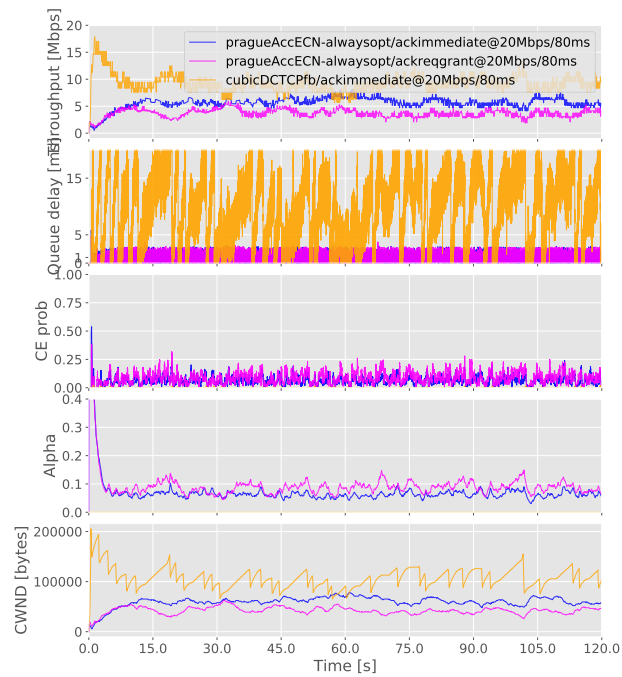 20
15
10
5
0
Throughput [Mbps]
pragueAccECN-alwaysopt/ackimmediate@20Mbps/80ms
pragueAccECN-alwaysopt/ackreqgrant@20Mbps/80ms
cubicDCTCPfb/ackimmediate@20Mbps/80ms
15
5
1
0
Queue delay [ms]
1.00
0.75
0.50
0.25
0.00
CE prob
0.4
0.3
0.2
0.1
0.0
Alpha
200000
100000
0
CWND [bytes]
0.0 15.0 30.0 45.0 60.0 75.0 90.0 105.0 120.0
Time [s]